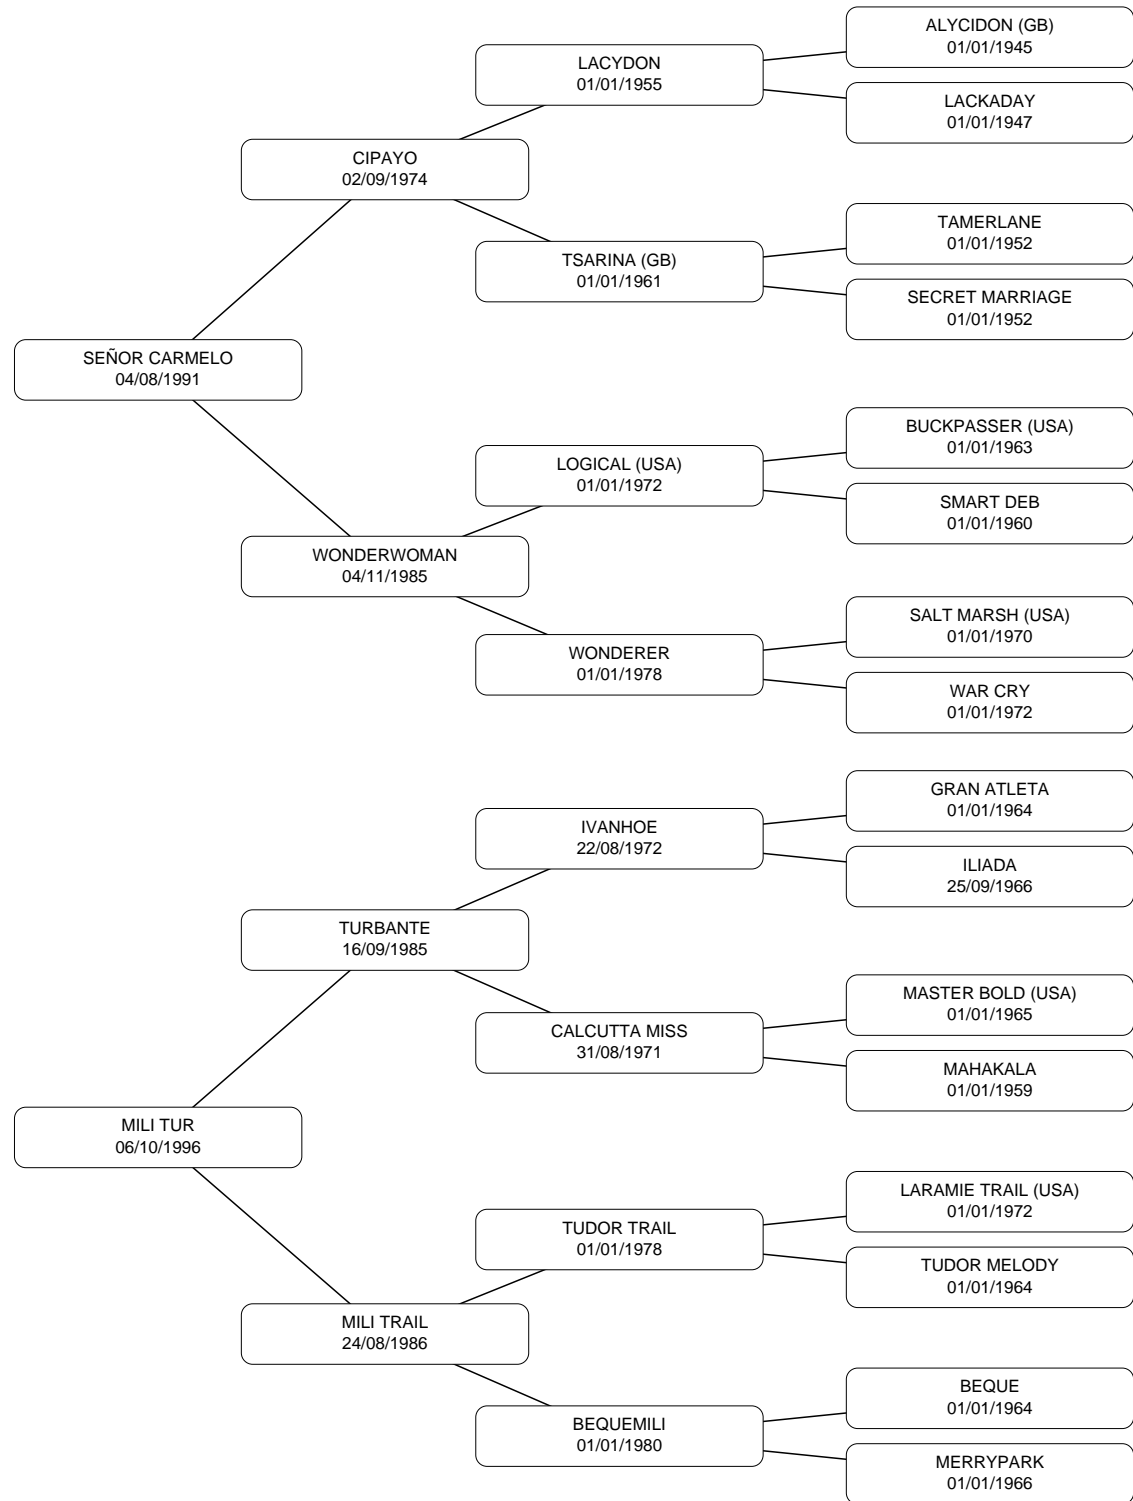 ALYCIDON (GB)
01/01/1945
LACYDON
01/01/1955
LACKADAY
01/01/1947
CIPAYO
02/09/1974
TAMERLANE
01/01/1952
TSARINA (GB)
01/01/1961
SECRET MARRIAGE
01/01/1952
SEÑOR CARMELO
04/08/1991
BUCKPASSER (USA)
01/01/1963
LOGICAL (USA)
01/01/1972
SMART DEB
01/01/1960
WONDERWOMAN
04/11/1985
SALT MARSH (USA)
01/01/1970
WONDERER
01/01/1978
WAR CRY
01/01/1972
GRAN ATLETA
01/01/1964
IVANHOE
22/08/1972
ILIADA
25/09/1966
TURBANTE
16/09/1985
MASTER BOLD (USA)
01/01/1965
CALCUTTA MISS
31/08/1971
MAHAKALA
01/01/1959
MILI TUR
06/10/1996
LARAMIE TRAIL (USA)
01/01/1972
TUDOR TRAIL
01/01/1978
TUDOR MELODY
01/01/1964
MILI TRAIL
24/08/1986
BEQUE
01/01/1964
BEQUEMILI
01/01/1980
MERRYPARK
01/01/1966